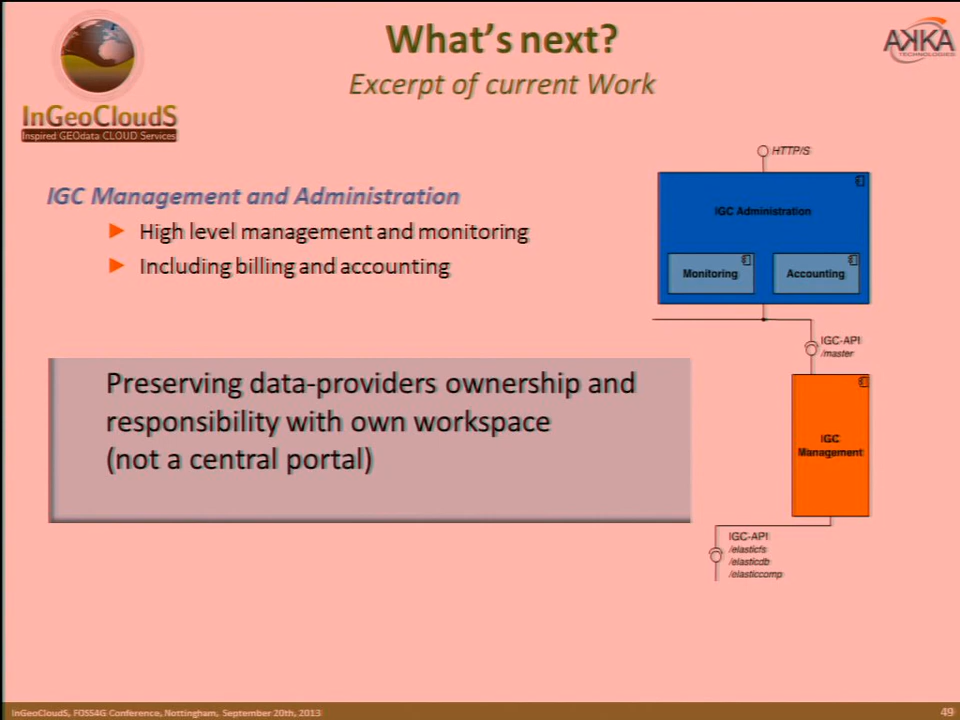 What's next?
Excerpt of current Work
InGeoCloudS
Inspired GEOdata CLOUD Services
AKKA
TECHNOLOGIES
IGC Management and Administration
High level management and monitoring
Including billing and accounting
Preserving data-providers ownership and
responsibility with own workspace
(not a central portal)
HTTP/S
IGC Administration
Monitoring
Accounting
IGC-API
/master
IGC
Management
IGC-API
/elasticfs
/elasticdb
/elasticcomp
InGeoCloudS, FOSS4G Conference, Nottingham, September 20th, 2013
49